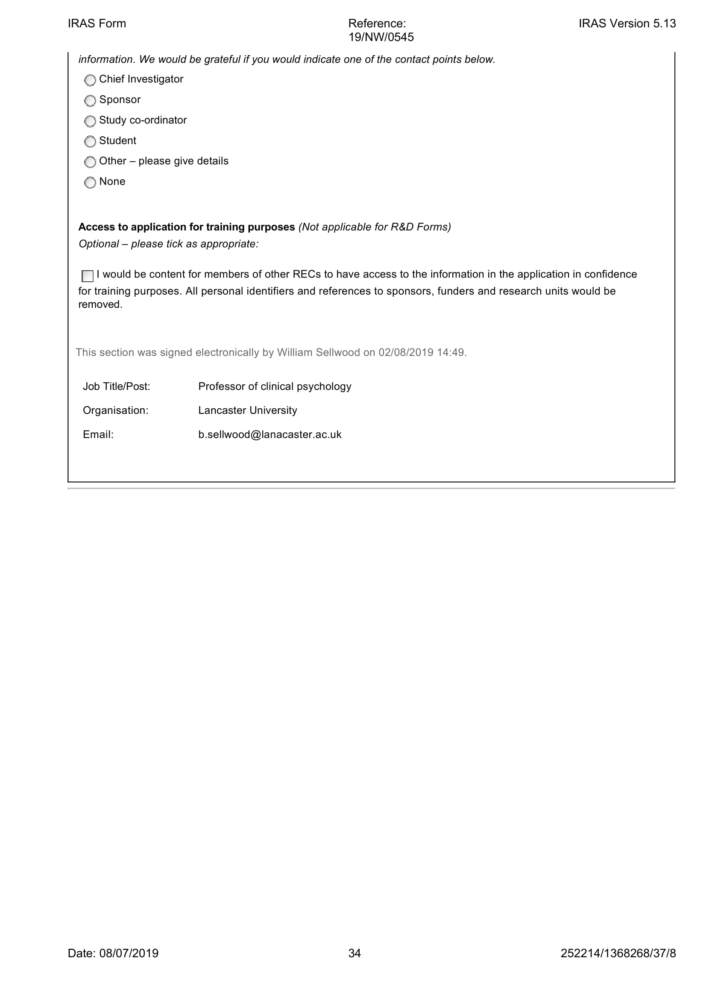 IRAS Form
Reference:
19/NW/0545
IRAS Version 5.13
information. We would be grateful if you would indicate one of the contact points below.
Chief Investigator
Sponsor
Study co-ordinator
Student
Other – please give details
None
Access to application for training purposes (Not applicable for R&D Forms)
Optional – please tick as appropriate:
I would be content for members of other RECs to have access to the information in the application in confidence
for training purposes. All personal identifiers and references to sponsors, funders and research units would be
removed.
This section was signed electronically by William Sellwood on 02/08/2019 14:49.
Job Title/Post: Professor of clinical psychology
Organisation: Lancaster University
Email: b.sellwood@lanacaster.ac.uk
Date: 08/07/2019
34
252214/1368268/37/8